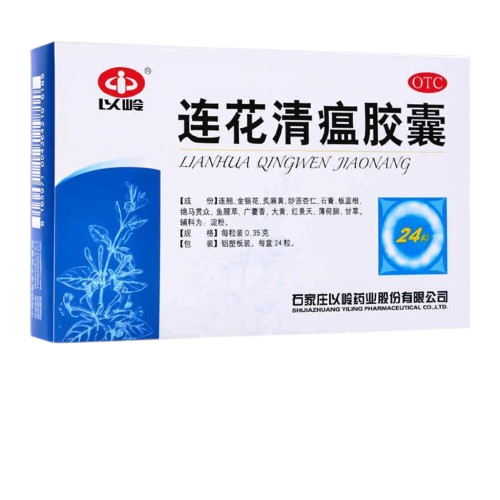 以岭
®
OTC
连花清瘟胶囊
LIANHUA QINGWEN JIAONANG
【成 份】连翘、金银花、炙麻黄、炒苦杏仁、石膏、板蓝根、
绵马贯众、鱼腥草、广藿香、大黄、红景天、薄荷脑、甘草。
辅料为：淀粉。
【规 格】每粒装0.35克
【包 装】铝塑板装，每盒24粒。
24粒
石家庄以岭药业股份有限公司
SHIJIAZHUANG YILING PHARMACEUTICAL CO.,LTD.